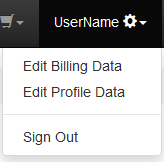 UserName
Edit Billing Data
Edit Profile Data
Sign Out